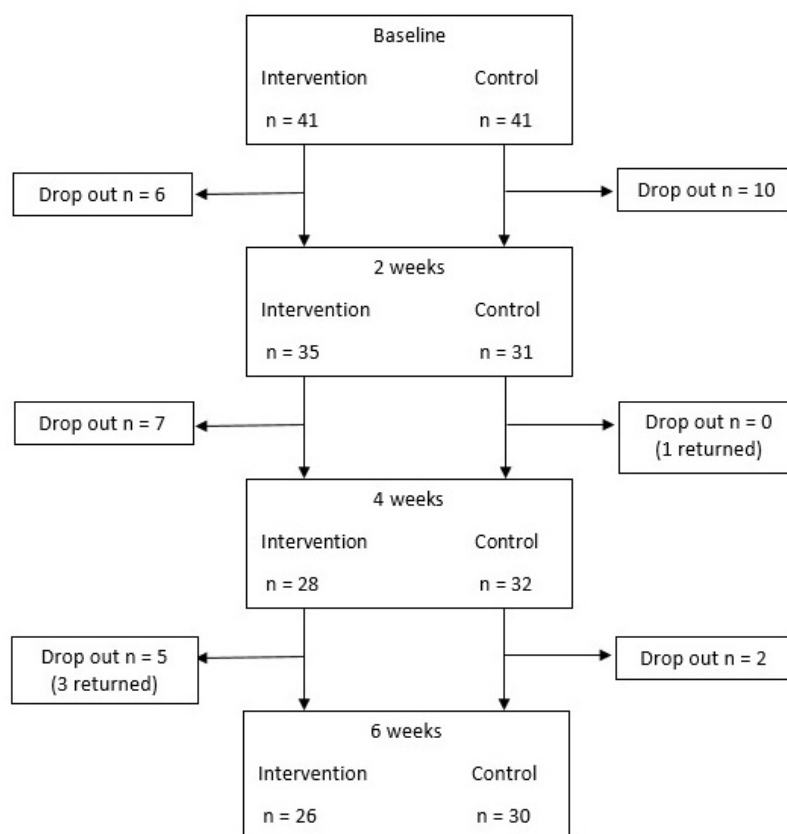 Baseline
Intervention Control
n = 41 n = 41
Drop out n = 6
Drop out n = 10
2 weeks
Intervention Control
n = 35 n = 31
Drop out n = 7
Drop out n = 0
(1 returned)
4 weeks
Intervention Control
n = 28 n = 32
Drop out n = 5
(3 returned)
Drop out n = 2
6 weeks
Intervention Control
n = 26 n = 30